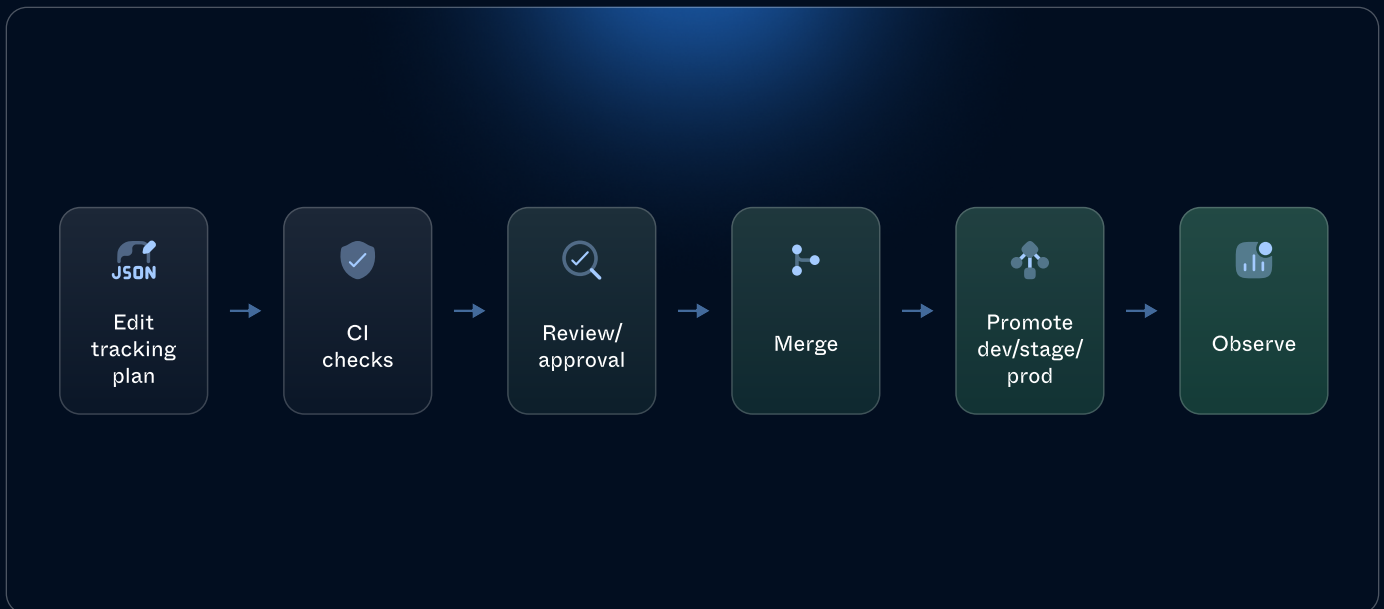 JSON
Edit
tracking
plan
CI
checks
Review/
approval
Merge
Promote
dev/stage/
prod
Observe